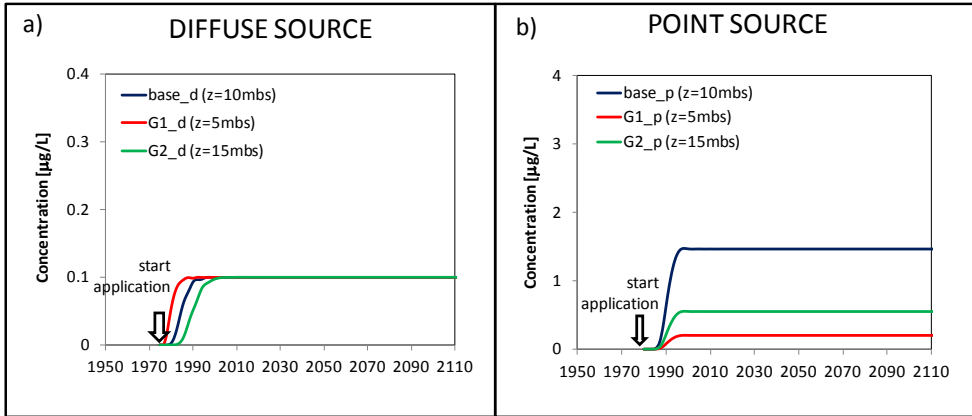 a)
DIFFUSE SOURCE
0.4
0.3
0.2
0.1
0
Concentration [µg/L]
base_d (z=10mbs)
G1_d (z=5mbs)
G2_d (z=15mbs)
start
application
1950 1970 1990 2010 2030 2050 2070 2090 2110
b)
POINT SOURCE
4
3
2
1
0
Concentration [µg/L]
base_p (z=10mbs)
G1_p (z=5mbs)
G2_p (z=15mbs)
start
application
1950 1970 1990 2010 2030 2050 2070 2090 2110